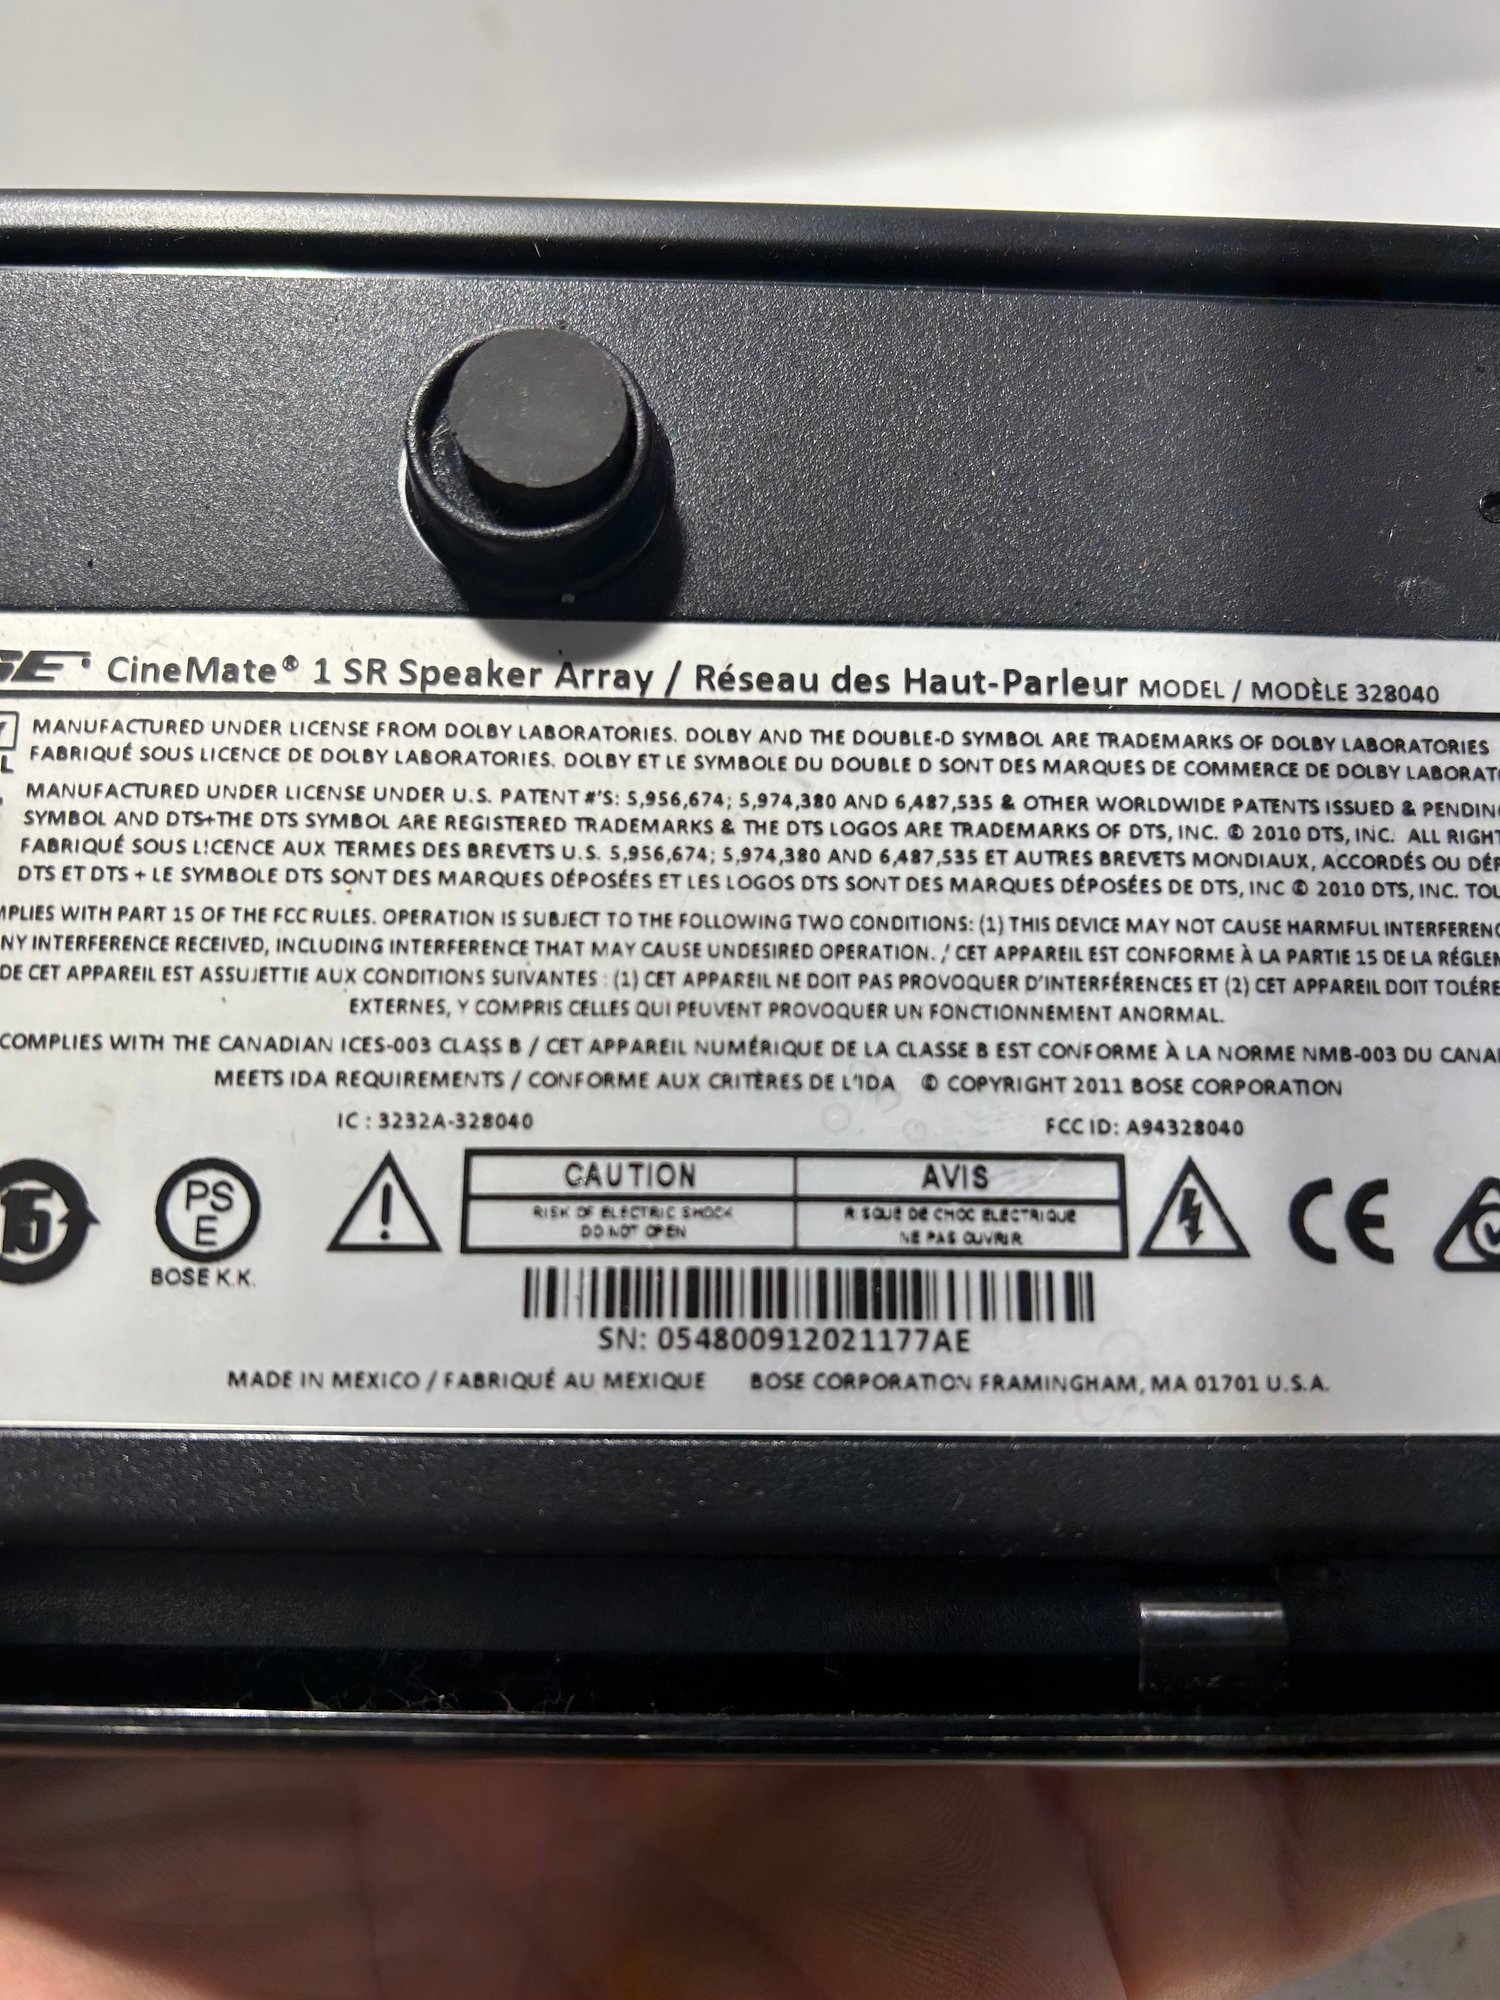 CineMate® 1 SR Speaker Array / Réseau des Haut-Parleur MODEL / MODÈLE 328040
MANUFACTURED UNDER LICENSE FROM DOLBY LABORATORIES. DOLBY AND THE DOUBLE-D SYMBOL ARE TRADEMARKS OF DOLBY LABORATORIES
FABRIQUÉ SOUS LICENCE DE DOLBY LABORATORIES. DOLBY ET LE SYMBOLE DU DOUBLE D SONT DES MARQUES DE COMMERCE DE DOLBY LABORAT
MANUFACTURED UNDER LICENSE UNDER U.S. PATENT #'S: 5,956,674; 5,974,380 AND 6,487,535 & OTHER WORLDWIDE PATENTS ISSUED & PENDING
SYMBOL AND DTS+THE DTS SYMBOL ARE REGISTERED TRADEMARKS & THE DTS LOGOS ARE TRADEMARKS OF DTS, INC. © 2010 DTS, INC. ALL RIGHT
FABRIQUÉ SOUS LICENCE AUX TERMES DES BREVETS U.S. 5,956,674; 5,974,380 AND 6,487,535 ET AUTRES BREVETS MONDIAUX, ACCORDÉS OU DÉP
DTS ET DTS + LE SYMBOLE DTS SONT DES MARQUES DÉPOSÉES ET LES LOGOS DTS SONT DES MARQUES DÉPOSÉES DE DTS, INC © 2010 DTS, INC. TOU
MPLIES WITH PART 15 OF THE FCC RULES. OPERATION IS SUBJECT TO THE FOLLOWING TWO CONDITIONS: (1) THIS DEVICE MAY NOT CAUSE HARMFUL INTERFERENC
NY INTERFERENCE RECEIVED, INCLUDING INTERFERENCE THAT MAY CAUSE UNDESIRED OPERATION. / CET APPAREIL EST CONFORME À LA PARTIE 15 DE LA RÉGLEM
DE CET APPAREIL EST ASSUJETTIE AUX CONDITIONS SUIVANTES : (1) CET APPAREIL NE DOIT PAS PROVOQUER D'INTERFÉRENCES ET (2) CET APPAREIL DOIT TOLÉRE
EXTERNES, Y COMPRIS CELLES QUI PEUVENT PROVOQUER UN FONCTIONNEMENT ANORMAL.
COMPLIES WITH THE CANADIAN ICES-003 CLASS B / CET APPAREIL NUMÉRIQUE DE LA CLASSE B EST CONFORME À LA NORME NMB-003 DU CANA
MEETS IDA REQUIREMENTS / CONFORME AUX CRITÈRES DE L'IDA © COPYRIGHT 2011 BOSE CORPORATION
IC : 3232A-328040 FCC ID: A94328040
15 PS E BOSE K.K.
CAUTION AVIS
RISK OF ELECTRIC SHOCK RISQUE DE CHOC ELECTRIQUE
DO NOT OPEN NE PAS OUVRIR
CE
SN: 054800912021177AE
MADE IN MEXICO / FABRIQUÉ AU MEXIQUE BOSE CORPORATION FRAMINGHAM, MA 01701 U.S.A.